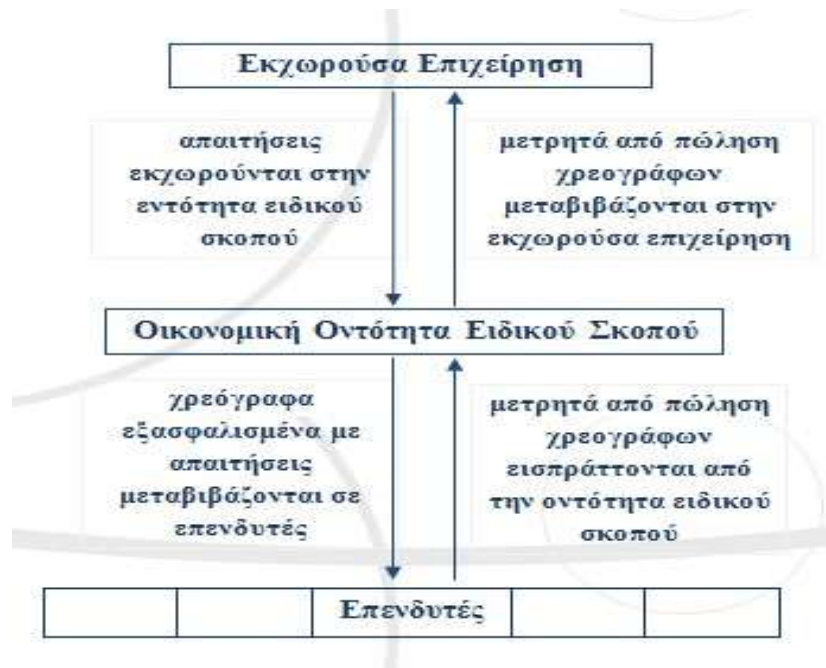 Εκχωρούσα Επιχείρηση
απαιτήσεις
εκχωρούνται στην
εντότητα ειδικού
σκοπού
μετρητά από πώληση
χρεογράφων
μεταβιβάζονται στην
εκχωρούσα επιχείρηση
Οικονομική Οντότητα Ειδικού Σκοπού
χρεόγραφα
εξασφαλισμένα με
απαιτήσεις
μεταβιβάζονται σε
επενδυτές
μετρητά από πώληση
χρεογράφων
εισπράττονται από
την οντότητα ειδικού
σκοπού
Επενδυτές